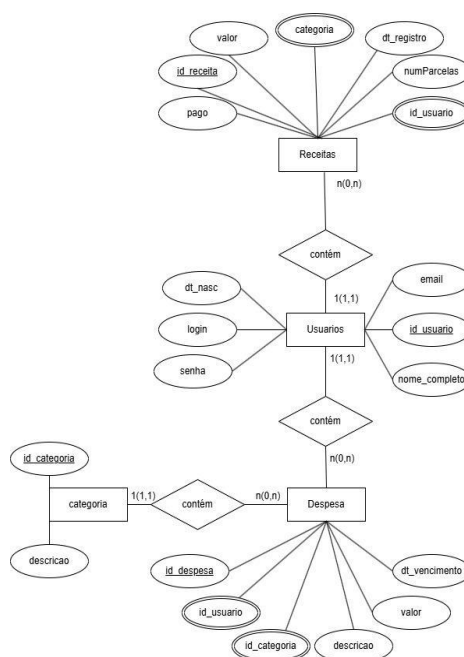 categoria
valor
dt_registro
id_receita
numParcelas
pago
id_usuario
Receitas
n(0,n)
contém
1(1,1)
dt_nasc
email
login
Usuarios
id_usuario
senha
nome_completo
1(1,1)
contém
n(0,n)
id_categoria
categoria
1(1,1)
contém
n(0,n)
Despesa
descricao
id_despesa
dt_vencimento
id_usuario
valor
id_categoria
descricao